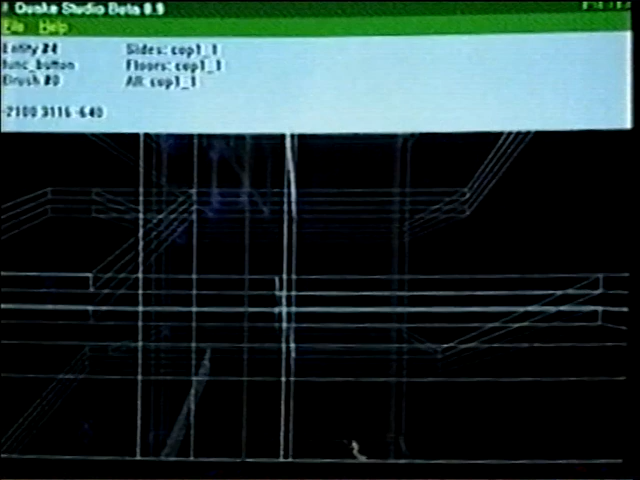 Quake Studio Beta 0.9
File Help
Entity #4 Sides: cop1_1
func_button Floors: cop1_1
Brush #0 All: cop1_1
-2100 3116 -640